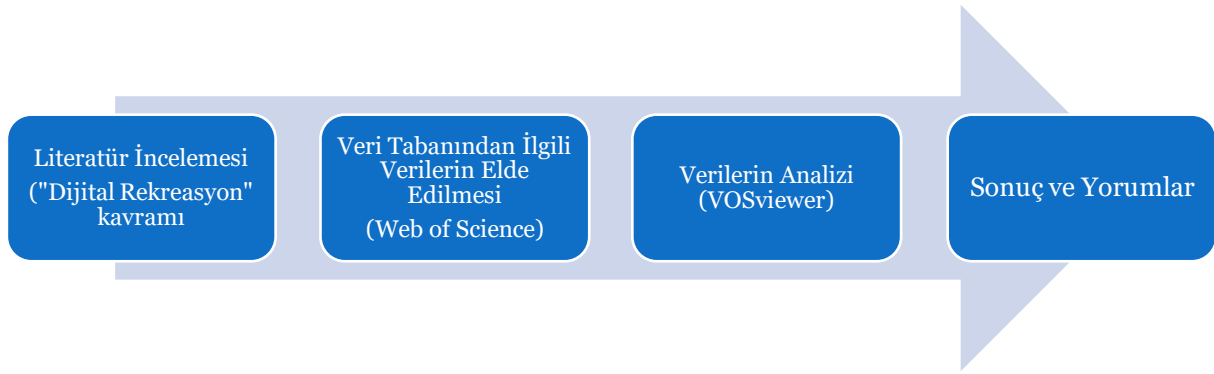 Literatür İncelemesi
("Dijital Rekreasyon"
kavramı
Veri Tabanından İlgili
Verilerin Elde
Edilmesi
(Web of Science)
Verilerin Analizi
(VOSviewer)
Sonuç ve Yorumlar